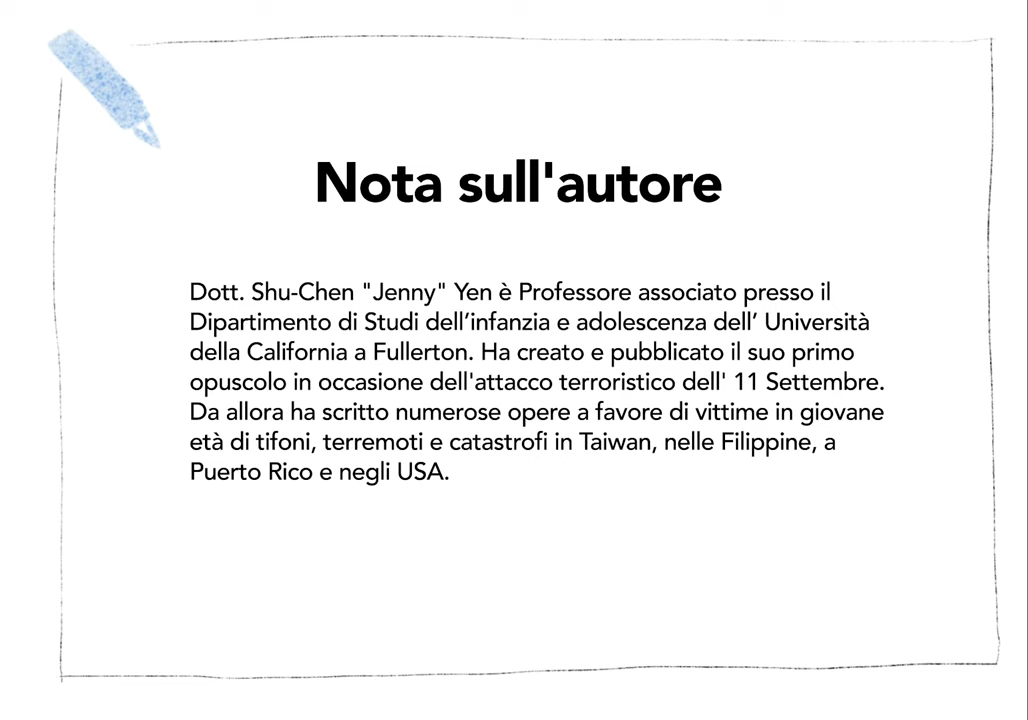 Nota sull'autore
Dott. Shu-Chen "Jenny" Yen è Professore associato presso il
Dipartimento di Studi dell’infanzia e adolescenza dell’ Università
della California a Fullerton. Ha creato e pubblicato il suo primo
opuscolo in occasione dell'attacco terroristico dell' 11 Settembre.
Da allora ha scritto numerose opere a favore di vittime in giovane
età di tifoni, terremoti e catastrofi in Taiwan, nelle Filippine, a
Puerto Rico e negli USA.